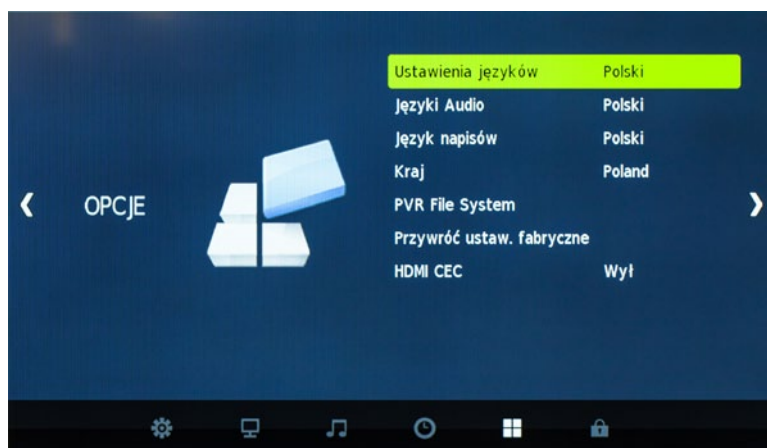 OPCJE
Ustawienia języków Polski
Języki Audio Polski
Język napisów Polski
Kraj Poland
PVR File System
Przywróć ustaw. fabryczne
HDMI CEC Wył